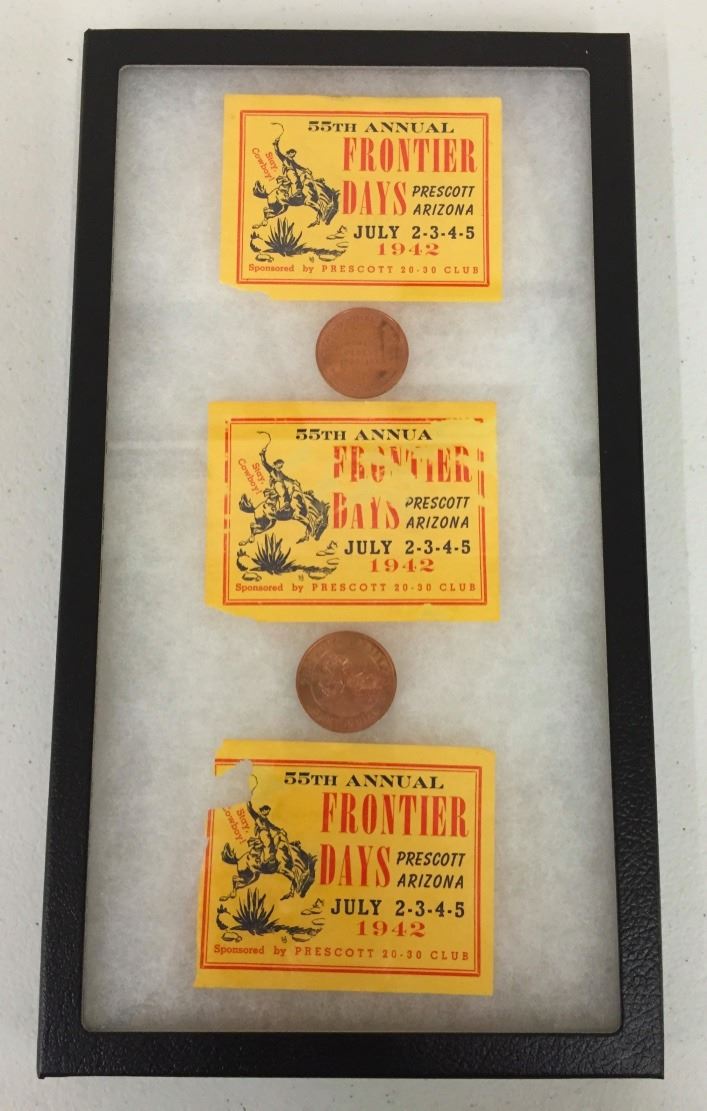 55TH ANNUAL
Stay, Cowboy!
FRONTIER
DAYS PRESCOTT
ARIZONA
JULY 2-3-4-5
1942
Sponsored by PRESCOTT 20-30 CLUB
55TH ANNUA
Stay, Cowboy!
FRONTIER
DAYS PRESCOTT
ARIZONA
JULY 2-3-4-5
1942
Sponsored by PRESCOTT 20-30 CLUB
55TH ANNUAL
Stay, Cowboy!
FRONTIER
DAYS PRESCOTT
ARIZONA
JULY 2-3-4-5
1942
Sponsored by PRESCOTT 20-30 CLUB